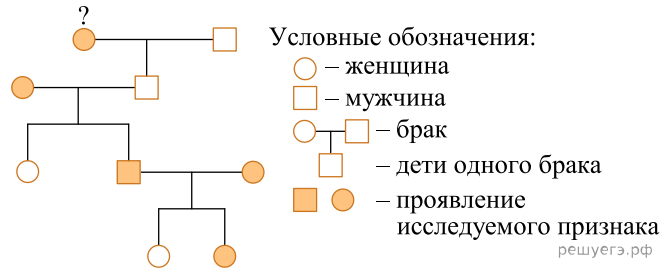 ?
Условные обозначения:
– женщина
– мужчина
– брак
– дети одного брака
– проявление
исследуемого признака
решуегэ.рф